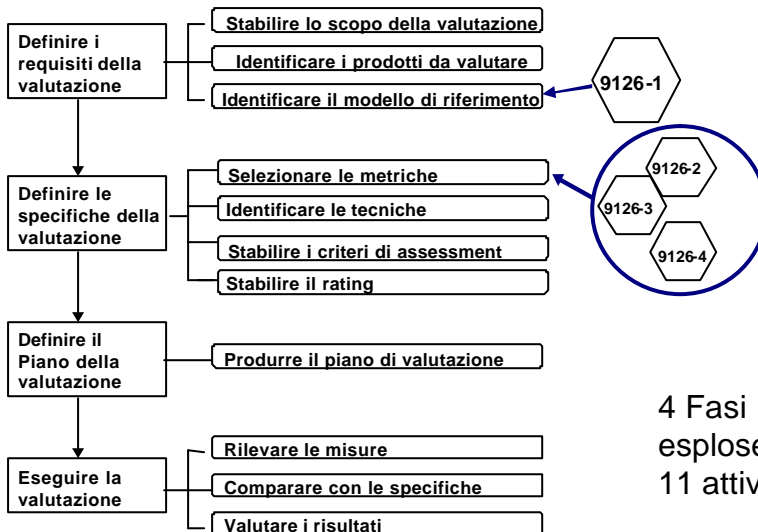 Definire i
requisiti della
valutazione
Stabilire lo scopo della valutazione
Identificare i prodotti da valutare
Identificare il modello di riferimento
9126-1
Definire le
specifiche della
valutazione
Selezionare le metriche
Identificare le tecniche
Stabilire i criteri di assessment
Stabilire il rating
9126-2
9126-3
9126-4
Definire il
Piano della
valutazione
Produrre il piano di valutazione
4 Fasi
esplose
11 attiv
Eseguire la
valutazione
Rilevare le misure
Comparare con le specifiche
Valutare i risultati